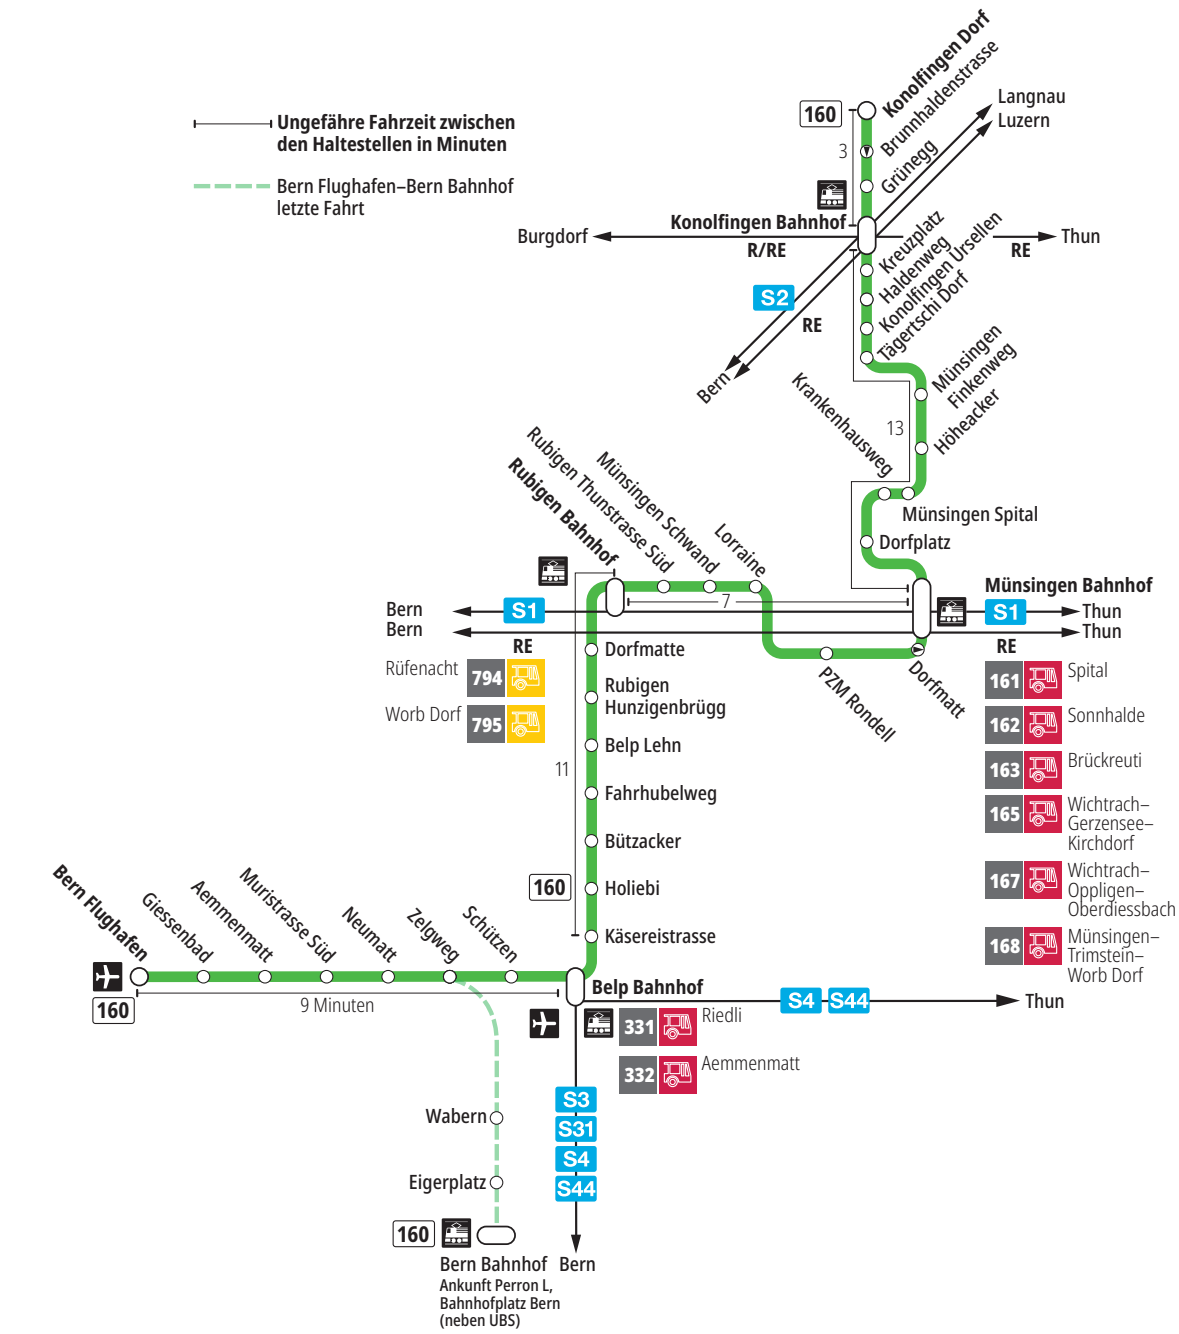 Ungefähre Fahrzeit zwischen
den Haltestellen in Minuten
Bern Flughafen–Bern Bahnhof
letzte Fahrt
160
Konolfingen Dorf
Brunnhaldenstrasse
Grünegg
3
Langnau
Luzern
Konolfingen Bahnhof
Burgdorf
R/RE
RE
Thun
S2
RE
Bern
Kreuzplatz
Haldenweg
Konolfingen Ursellen
Tägertschi Dorf
Münsingen
Finkenweg
Höheacker
13
Krankenhausweg
Münsingen Spital
Dorfplatz
Münsingen Bahnhof
Rubigen Bahnhof
Rubigen Thunstrasse Süd
Münsingen Schwand
Lorraine
7
Bern
S1
S1
Thun
Bern
RE
RE
Thun
Rüfenacht
794
Worb Dorf
795
PZM Rondell
Dorfmatt
161
Spital
162
Sonnhalde
163
Brückreuti
165
Wichtrach–
Gerzensee–
Kirchdorf
167
Wichtrach–
Oppligen–
Oberdiessbach
168
Münsingen–
Trimstein–
Worb Dorf
Dorfmatte
Rubigen
Hunzigenbrügg
Belp Lehn
11
Fahrhubelweg
Bützacker
160
Holiebi
Käsereistrasse
Bern Flughafen
Giessenbad
Aemmenmatt
Muristrasse Süd
Neumatt
Zelgweg
Schützen
160
9 Minuten
Belp Bahnhof
S4
S44
Thun
331
Riedli
332
Aemmenmatt
S3
S31
S4
S44
Bern
Wabern
Eigerplatz
160
Bern Bahnhof
Ankunft Perron L,
Bahnhofplatz Bern
(neben UBS)